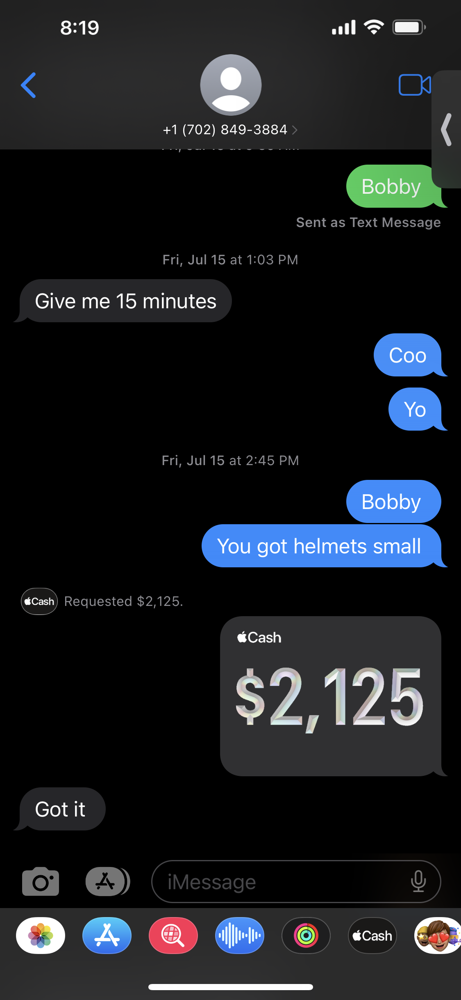 8:19
+1 (702) 849-3884
Bobby
Sent as Text Message
Fri, Jul 15 at 1:03 PM
Give me 15 minutes
Coo
Yo
Fri, Jul 15 at 2:45 PM
Bobby
You got helmets small
Cash Requested $2,125.
Cash
$2,125
Got it
iMessage
Cash